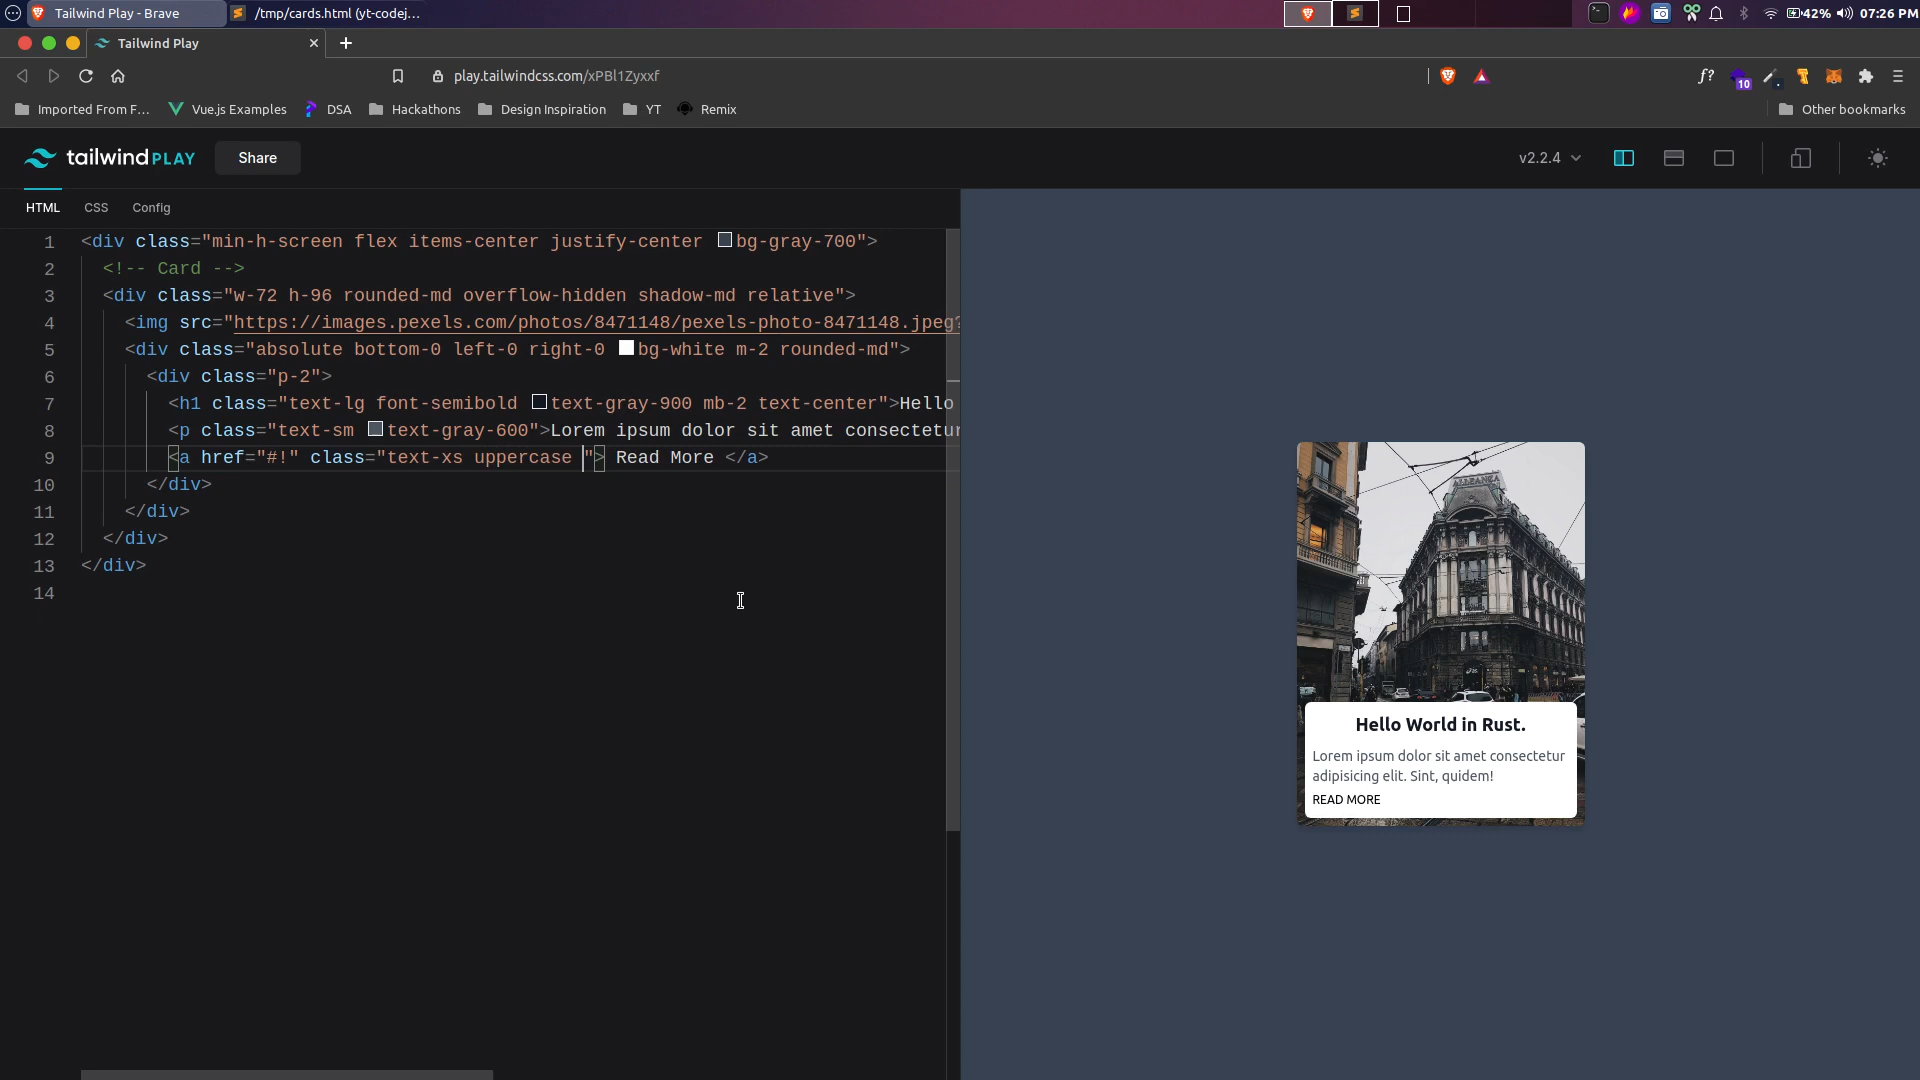 Tailwind Play - Brave
/tmp/cards.html (yt-codej...
42%
07:26 PM
Tailwind Play
play.tailwindcss.com/xPBl1Zyxxf
f?
10
Imported From F...
Vue.js Examples
DSA
Hackathons
Design Inspiration
YT
Remix
Other bookmarks
tailwind PLAY
Share
v2.2.4
HTML
CSS
Config
1 <div class="min-h-screen flex items-center justify-center bg-gray-700">
2 <!-- Card -->
3 <div class="w-72 h-96 rounded-md overflow-hidden shadow-md relative">
4 <img src="https://images.pexels.com/photos/8471148/pexels-photo-8471148.jpeg?
5 <div class="absolute bottom-0 left-0 right-0 bg-white m-2 rounded-md">
6 <div class="p-2">
7 <h1 class="text-lg font-semibold text-gray-900 mb-2 text-center">Hello
8 <p class="text-sm text-gray-600">Lorem ipsum dolor sit amet consectetur
9 <a href="#!" class="text-xs uppercase "> Read More </a>
10 </div>
11 </div>
12 </div>
13 </div>
14
ALLEANZA
Hello World in Rust.
Lorem ipsum dolor sit amet consectetur
adipisicing elit. Sint, quidem!
READ MORE